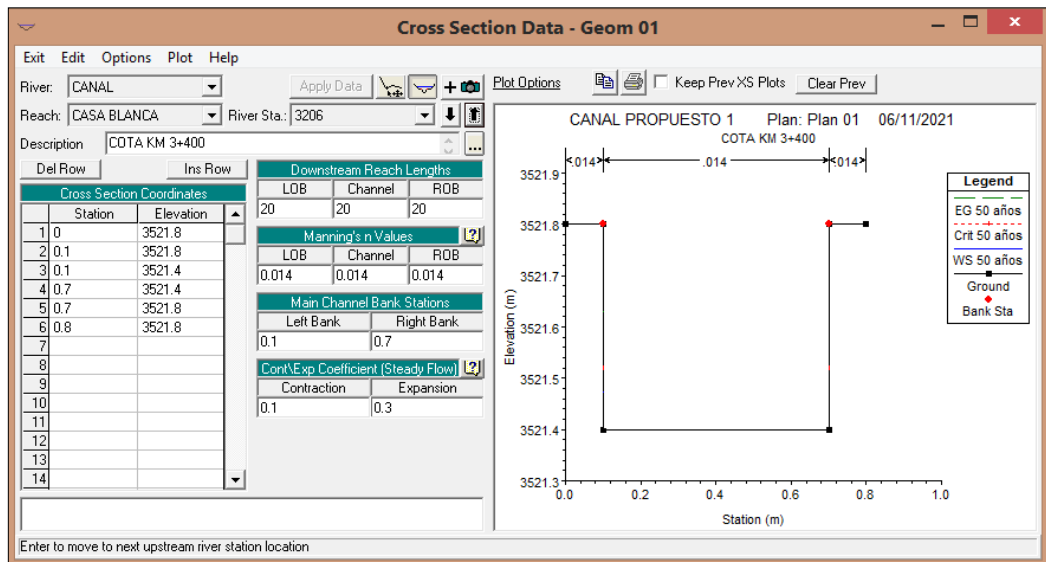 Cross Section Data - Geom 01
Exit Edit Options Plot Help
River: CANAL Apply Data
Reach: CASA BLANCA River Sta.: 3206
Description COTA KM 3+400 ...
Del Row Ins Row
Cross Section Coordinates
Station Elevation
1 0 3521.8
2 0.1 3521.8
3 0.1 3521.4
4 0.7 3521.4
5 0.7 3521.8
6 0.8 3521.8
7
8
9
10
11
12
13
14
Downstream Reach Lengths
LOB Channel ROB
20 20 20
Manning's n Values ?
LOB Channel ROB
0.014 0.014 0.014
Main Channel Bank Stations
Left Bank Right Bank
0.1 0.7
Cont\Exp Coefficient (Steady Flow) ?
Contraction Expansion
0.1 0.3
Plot Options Keep Prev XS Plots Clear Prev
CANAL PROPUESTO 1 Plan: Plan 01 06/11/2021
COTA KM 3+400
.014 .014 .014
3521.9
3521.8
3521.7
3521.6
3521.5
3521.4
3521.3
Elevation (m)
0.0 0.2 0.4 0.6 0.8 1.0
Station (m)
Legend
EG 50 años
Crit 50 años
WS 50 años
Ground
Bank Sta
Enter to move to next upstream river station location